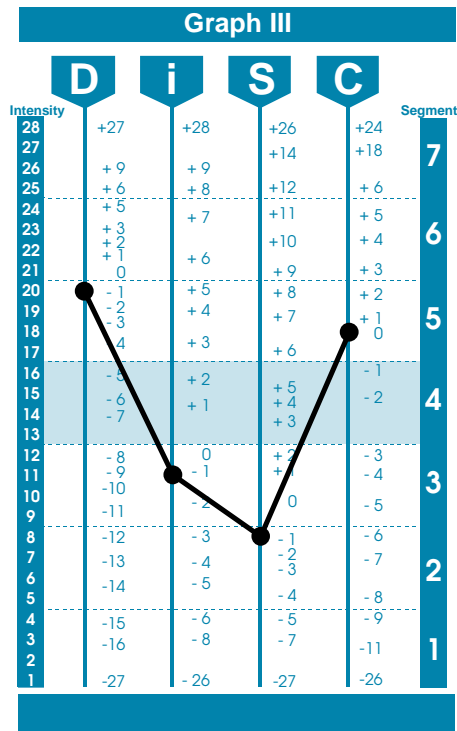 Graph III
D i S C
Intensity Segment
28 +27 +28 +26 +24
27 +14 +18 7
26 + 9 + 9
25 + 6 + 8 +12 + 6
24 + 5 + 7 +11 + 5
23 + 3 6
+ 2 +10 + 4
22 + 1 + 6
21 0 + 9 + 3
20 - 1 + 5 + 8 + 2
19 - 2 + 4 + 7 + 1 5
18 - 3 0
17 4 + 3 + 6
16 - 5 + 2 - 1
15 - 6 + 1 + 5 - 2 4
+ 4
14 - 7 + 3
13
12 - 8 0 + 2 - 3
11 - 9 - 1 + 1 - 4 3
10 -10 - 2 0 - 5
9 -11
8 -12 - 3 - 1 - 6
7 -13 - 4 - 2 - 7
6 -14 - 5 - 3 2
5 - 4 - 8
4 -15 - 6 - 5 - 9
3 -16 - 8 - 7 -11 1
2
1 -27 - 26 -27 -26